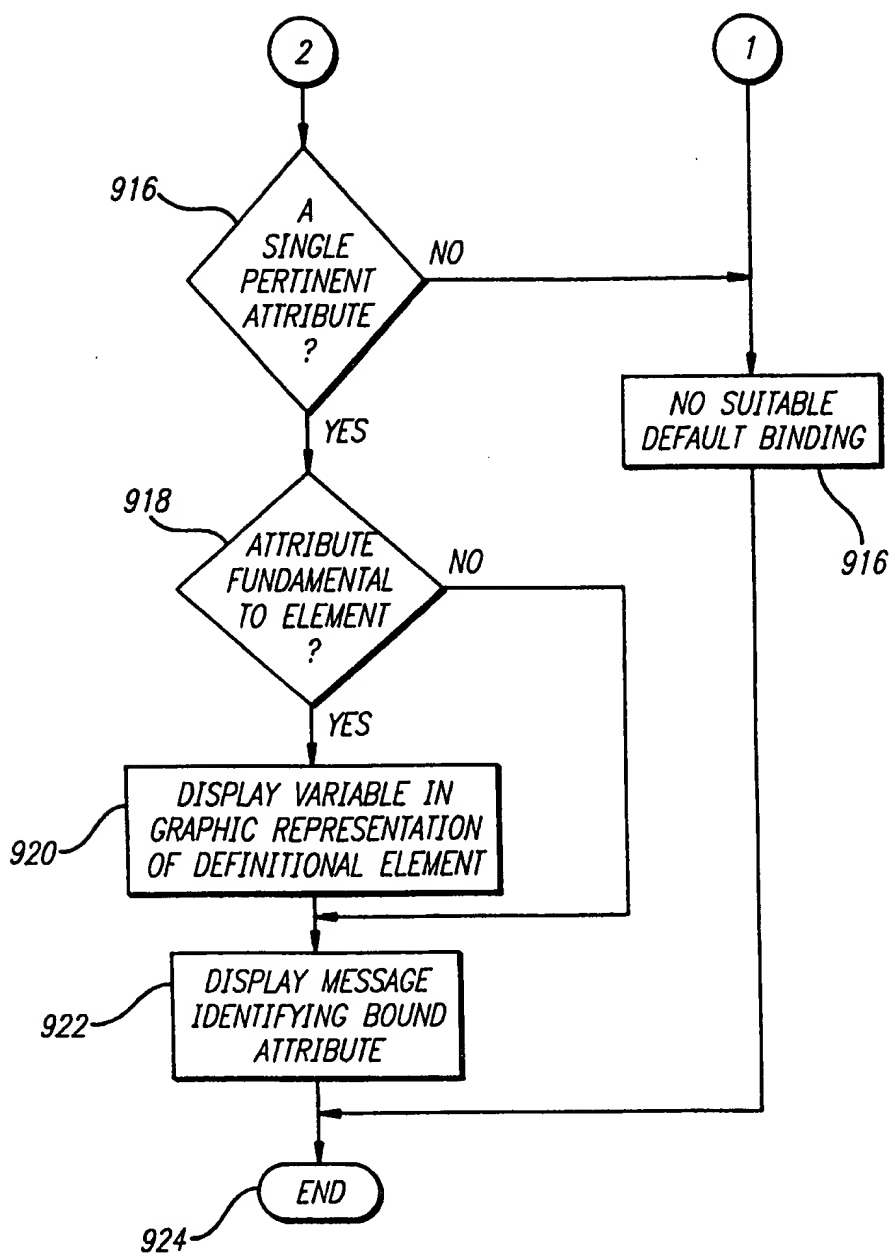 2
1
916
A
SINGLE
PERTINENT
ATTRIBUTE
?
NO
YES
NO SUITABLE
DEFAULT BINDING
916
918
ATTRIBUTE
FUNDAMENTAL
TO ELEMENT
?
NO
YES
920
DISPLAY VARIABLE IN
GRAPHIC REPRESENTATION
OF DEFINITIONAL ELEMENT
922
DISPLAY MESSAGE
IDENTIFYING BOUND
ATTRIBUTE
END
924